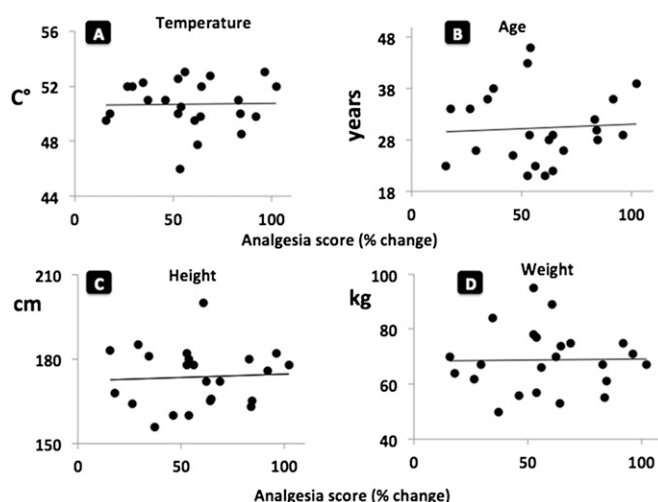 A Temperature
56
52
C° 
48
44
0 50 100
B Age
48
38
years
28
18
0 50 100
Analgesia score (% change)
C Height
210
cm
180
150
0 50 100
D Weight
100
kg
80
60
40
0 50 100
Analgesia score (% change)